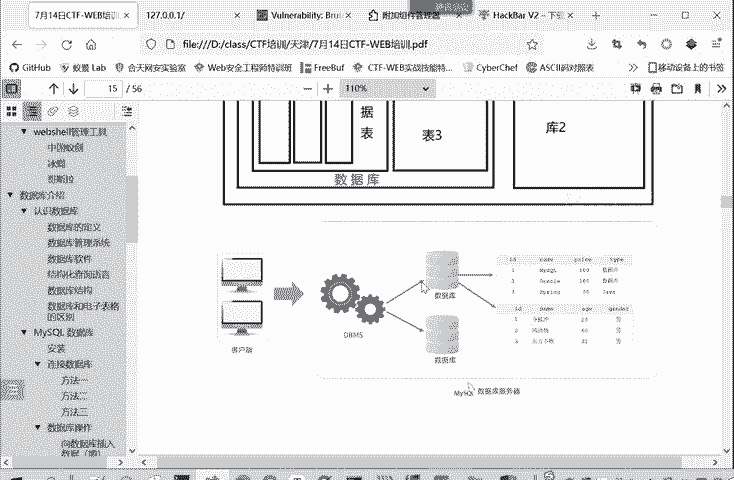 7月14日CTF-WEB培训.pdf
127.0.0.1/
Vulnerability: Bru
附加组件管理器
HackBar V2 – 下载
file:///D:/class/CTF培训/天津/7月14日CTF-WEB培训.pdf
GitHub
蚁景 Lab
合天网安实验室
Web安全工程师特训班
FreeBuf
CTF-WEB实战技能特...
CyberChef
ASCII码对照表
移动设备上的书签
15 / 56
110%
webshell管理工具
中国蚁剑
冰蝎
哥斯拉
数据库介绍
认识数据库
数据库的定义
数据库管理系统
数据库软件
结构化查询语言
数据库结构
数据库和电子表格的区别
MySQL 数据库
安装
连接数据库
方法一
方法二
方法三
数据库操作
向数据库插入
数据（增）
据
表
表3
库2
数据库
客户端
DBMS
数据库
数据库
id name price type
1 MySQL 数据库
2 Oracle 数据库
3 Java
id name age gender
1 男
2 男
3 男
MySQL 数据库服务器